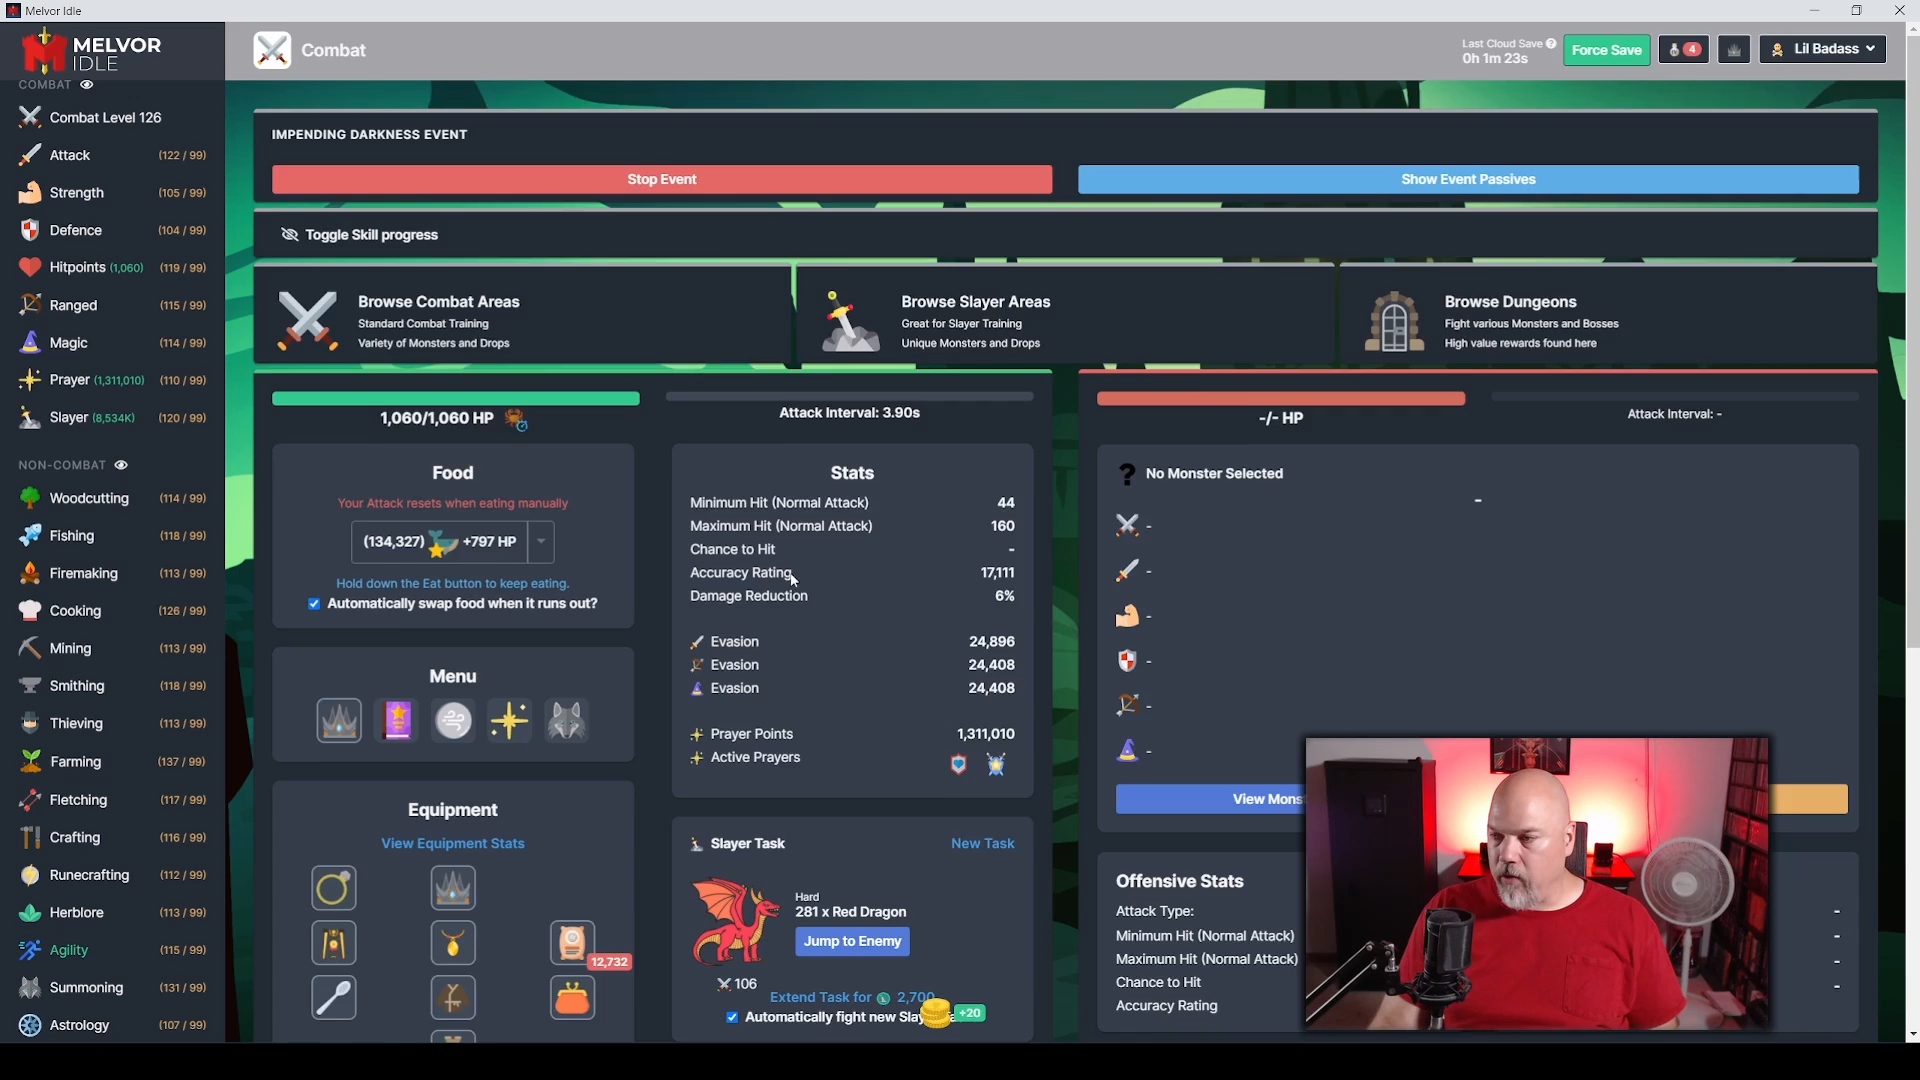 Melvor Idle
MELVOR
IDLE
Combat
Last Cloud Save
0h 1m 23s
Force Save
4
Lil Badass
COMBAT
Combat Level 126
Attack (122 / 99)
Strength (105 / 99)
Defence (104 / 99)
Hitpoints (1,060) (119 / 99)
Ranged (115 / 99)
Magic (114 / 99)
Prayer (1,311,010) (110 / 99)
Slayer (8,534K) (120 / 99)
NON-COMBAT
Woodcutting (114 / 99)
Fishing (118 / 99)
Firemaking (113 / 99)
Cooking (126 / 99)
Mining (113 / 99)
Smithing (118 / 99)
Thieving (113 / 99)
Farming (137 / 99)
Fletching (117 / 99)
Crafting (116 / 99)
Runecrafting (112 / 99)
Herblore (113 / 99)
Agility (115 / 99)
Summoning (131 / 99)
Astrology (107 / 99)
IMPENDING DARKNESS EVENT
Stop Event
Show Event Passives
Toggle Skill progress
Browse Combat Areas
Standard Combat Training
Variety of Monsters and Drops
Browse Slayer Areas
Great for Slayer Training
Unique Monsters and Drops
Browse Dungeons
Fight various Monsters and Bosses
High value rewards found here
1,060/1,060 HP
Attack Interval: 3.90s
Food
Your Attack resets when eating manually
(134,327) +797 HP
Hold down the Eat button to keep eating.
Automatically swap food when it runs out?
Menu
Equipment
View Equipment Stats
12,732
Stats
Minimum Hit (Normal Attack) 44
Maximum Hit (Normal Attack) 160
Chance to Hit -
Accuracy Rating 17,111
Damage Reduction 6%
Evasion 24,896
Evasion 24,408
Evasion 24,408
Prayer Points 1,311,010
Active Prayers
Slayer Task New Task
Hard
281 x Red Dragon
Jump to Enemy
106
Extend Task for 2,700
Automatically fight new
+20
-/- HP
Attack Interval: -
? No Monster Selected
-
-
-
-
-
-
-
View
Offensive Stats
Attack Type: -
Minimum Hit (Normal Attack) -
Maximum Hit (Normal Attack) -
Chance to Hit -
Accuracy Rating